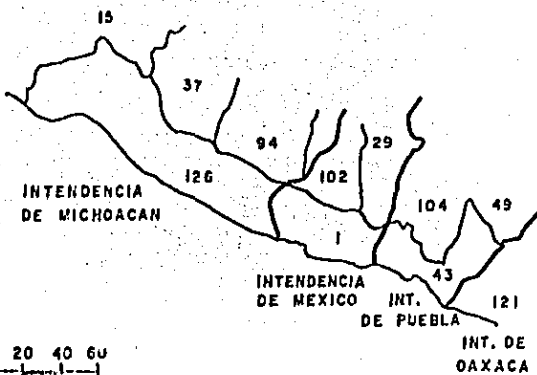 15
37
94
102
29
126
104
49
INTENDENCIA
DE MICHOACAN
1
43
INTENDENCIA
DE MEXICO
INT.
DE PUEBLA
121
INT. DE
OAXACA
20 40 60